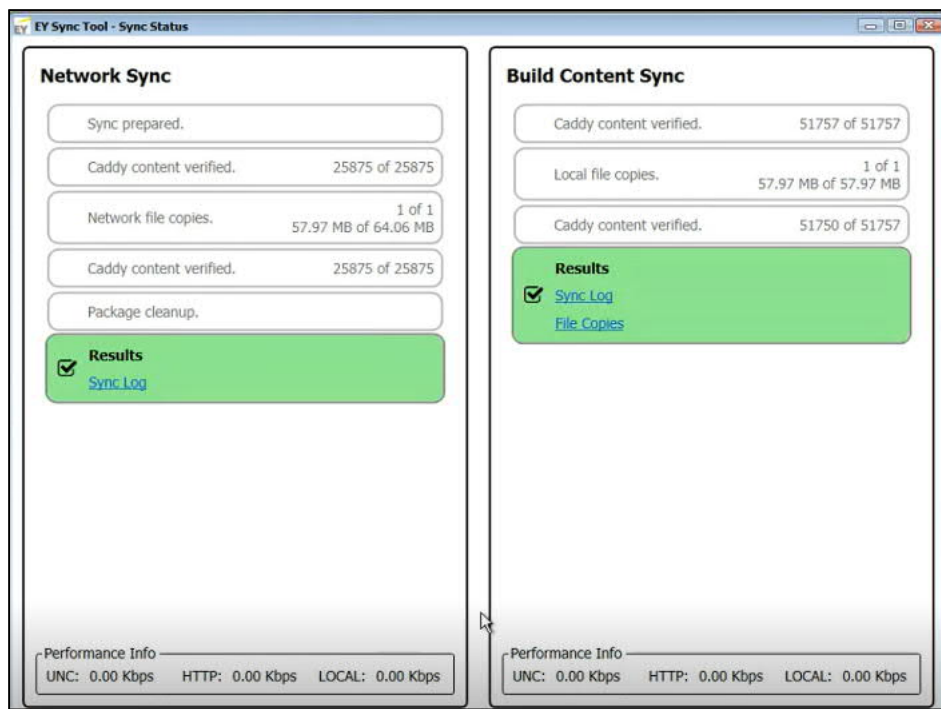 EY EY Sync Tool - Sync Status
Network Sync
Sync prepared.
Caddy content verified. 25875 of 25875
Network file copies. 1 of 1
57.97 MB of 64.06 MB
Caddy content verified. 25875 of 25875
Package cleanup.
Results
Sync Log
Performance Info
UNC: 0.00 Kbps HTTP: 0.00 Kbps LOCAL: 0.00 Kbps
Build Content Sync
Caddy content verified. 51757 of 51757
Local file copies. 1 of 1
57.97 MB of 57.97 MB
Caddy content verified. 51750 of 51757
Results
Sync Log
File Copies
Performance Info
UNC: 0.00 Kbps HTTP: 0.00 Kbps LOCAL: 0.00 Kbps